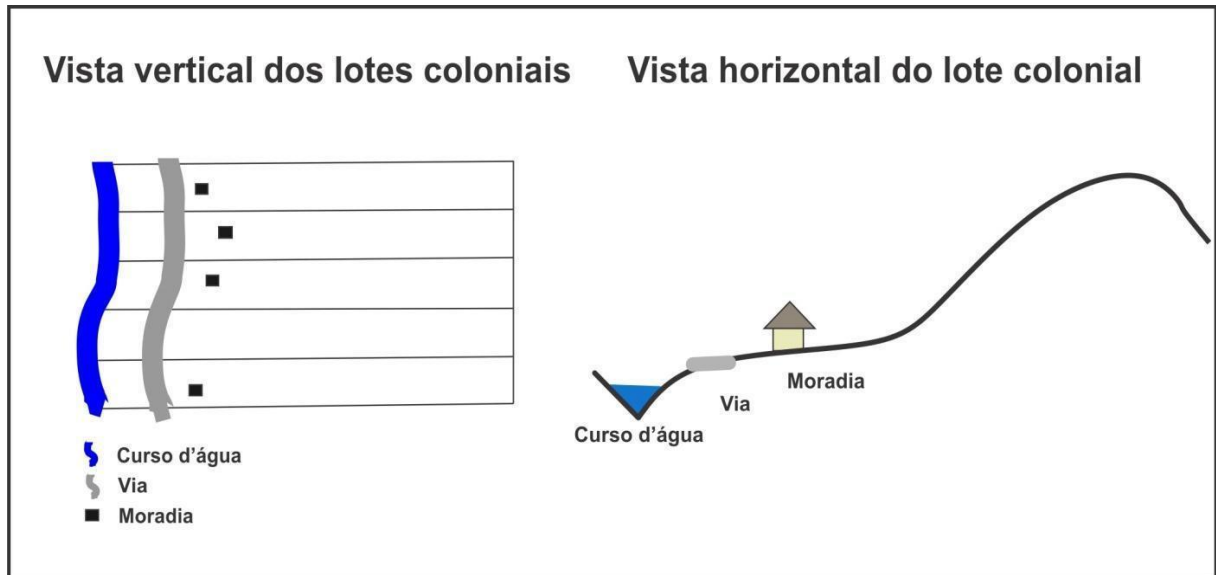 Vista vertical dos lotes coloniais
Vista horizontal do lote colonial
Moradia
Via
Curso d'água
Curso d'água
Via
Moradia